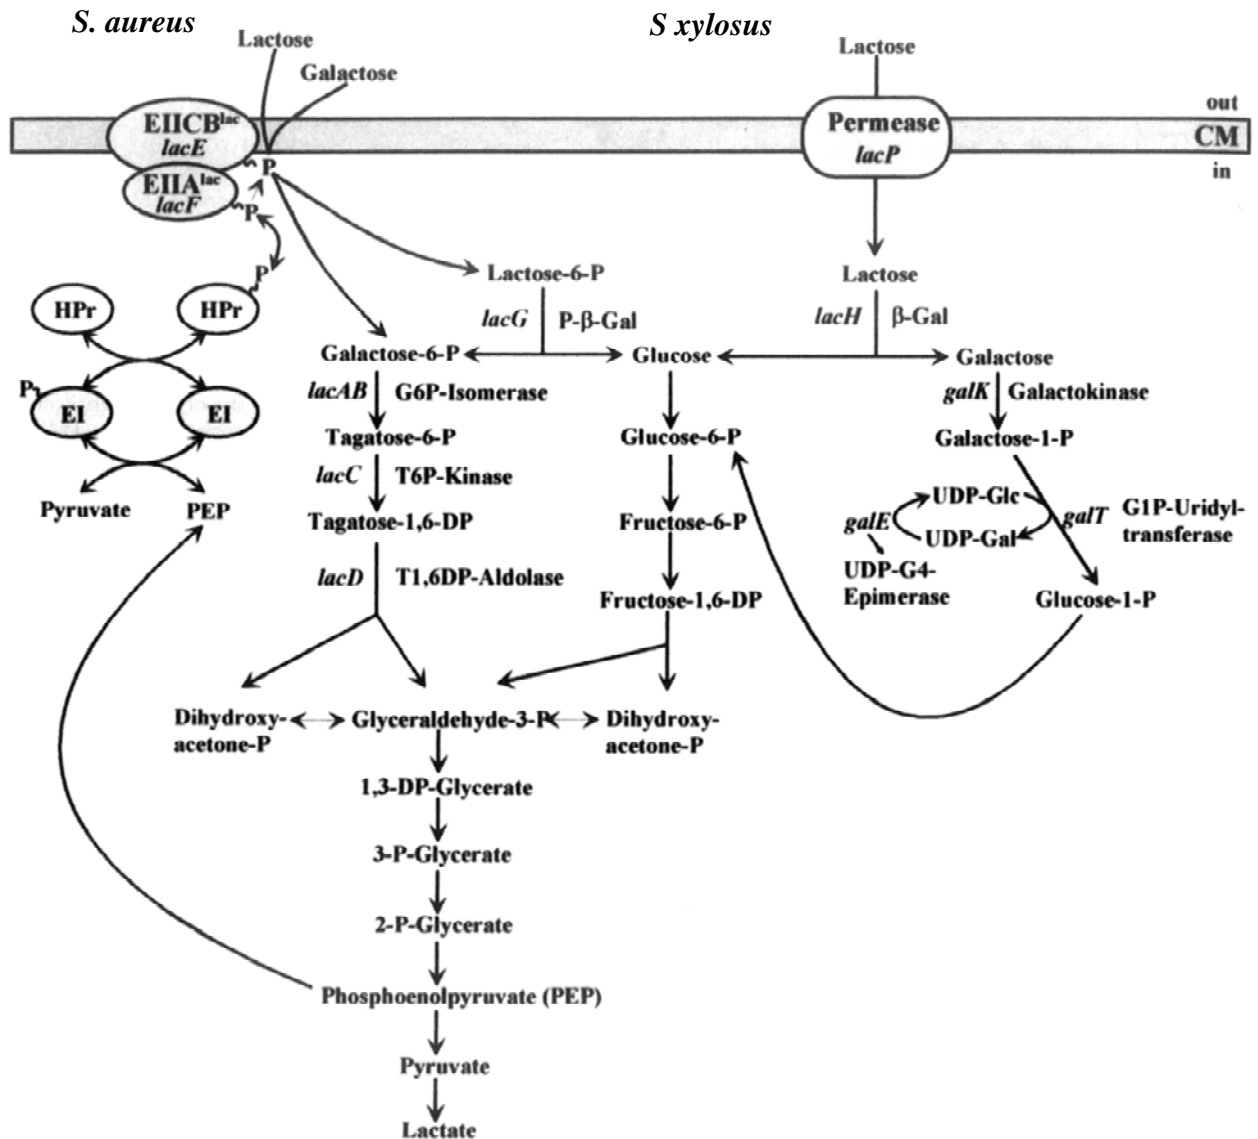 S. aureus
S xylosus
Lactose
Galactose
Lactose
out
EIICBlac
lacE
Permease
lacP
CM
in
P
EIIAlac
lacF
P
P
Lactose-6-P
Lactose
HPr
HPr
lacG
P-β-Gal
lacH
β-Gal
Galactose-6-P
Glucose
Galactose
P
EI
EI
lacAB
G6P-Isomerase
galK
Galactokinase
Tagatose-6-P
Glucose-6-P
Galactose-1-P
lacC
T6P-Kinase
Pyruvate
PEP
Tagatose-1,6-DP
Fructose-6-P
UDP-Glc
galE
UDP-Gal
galT
G1P-Uridyl-
transferase
lacD
T1,6DP-Aldolase
UDP-G4-
Epimerase
Fructose-1,6-DP
Glucose-1-P
Dihydroxy-
acetone-P
Glyceraldehyde-3-P
Dihydroxy-
acetone-P
1,3-DP-Glycerate
3-P-Glycerate
2-P-Glycerate
Phosphoenolpyruvate (PEP)
Pyruvate
Lactate